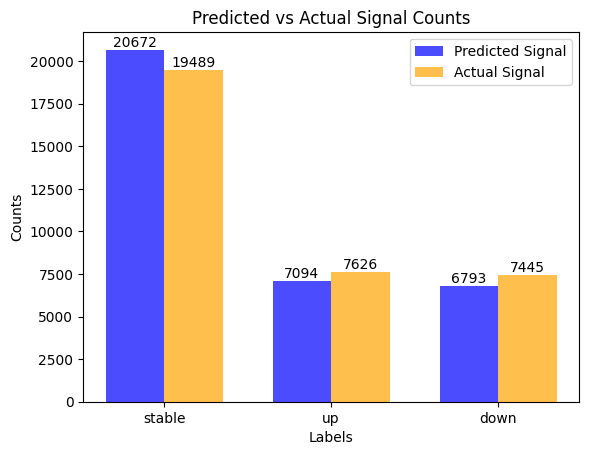 Predicted vs Actual Signal Counts
Predicted Signal
Actual Signal
20672
19489
7094
7626
6793
7445
20000
17500
15000
12500
10000
7500
5000
2500
0
Counts
stable up down
Labels